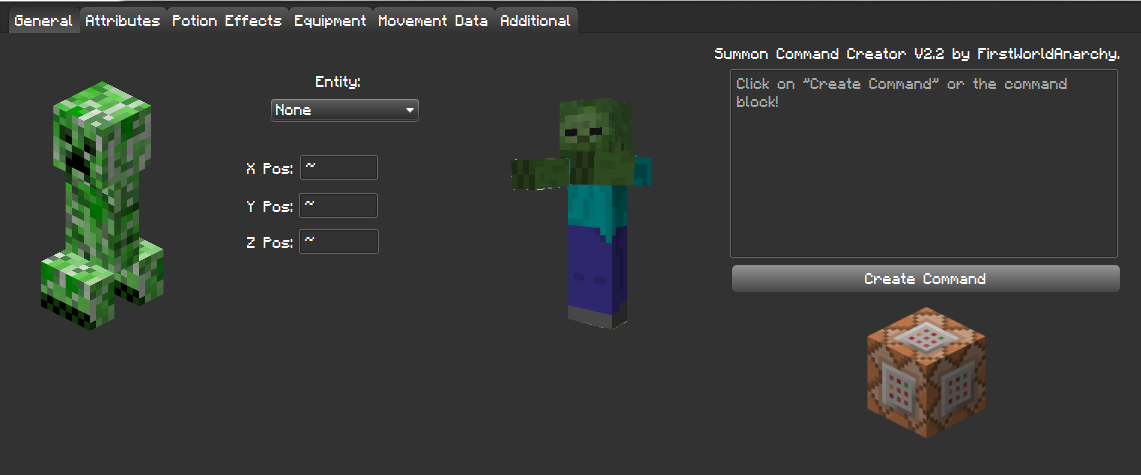 General Attributes Potion Effects Equipment Movement Data Additional
Summon Command Creator V2.2 by FirstWorldAnarchy.
Entity:
None
X Pos: ~
Y Pos: ~
Z Pos: ~
Click on "Create Command" or the command
block!
Create Command